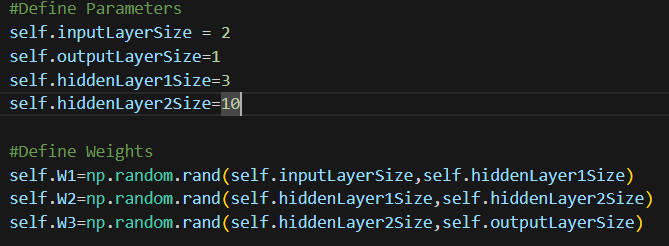 #Define Parameters
self.inputLayerSize = 2
self.outputLayerSize=1
self.hiddenLayer1Size=3
self.hiddenLayer2Size=10
#Define Weights
self.W1=np.random.rand(self.inputLayerSize,self.hiddenLayer1Size)
self.W2=np.random.rand(self.hiddenLayer1Size,self.hiddenLayer2Size)
self.W3=np.random.rand(self.hiddenLayer2Size,self.outputLayerSize)